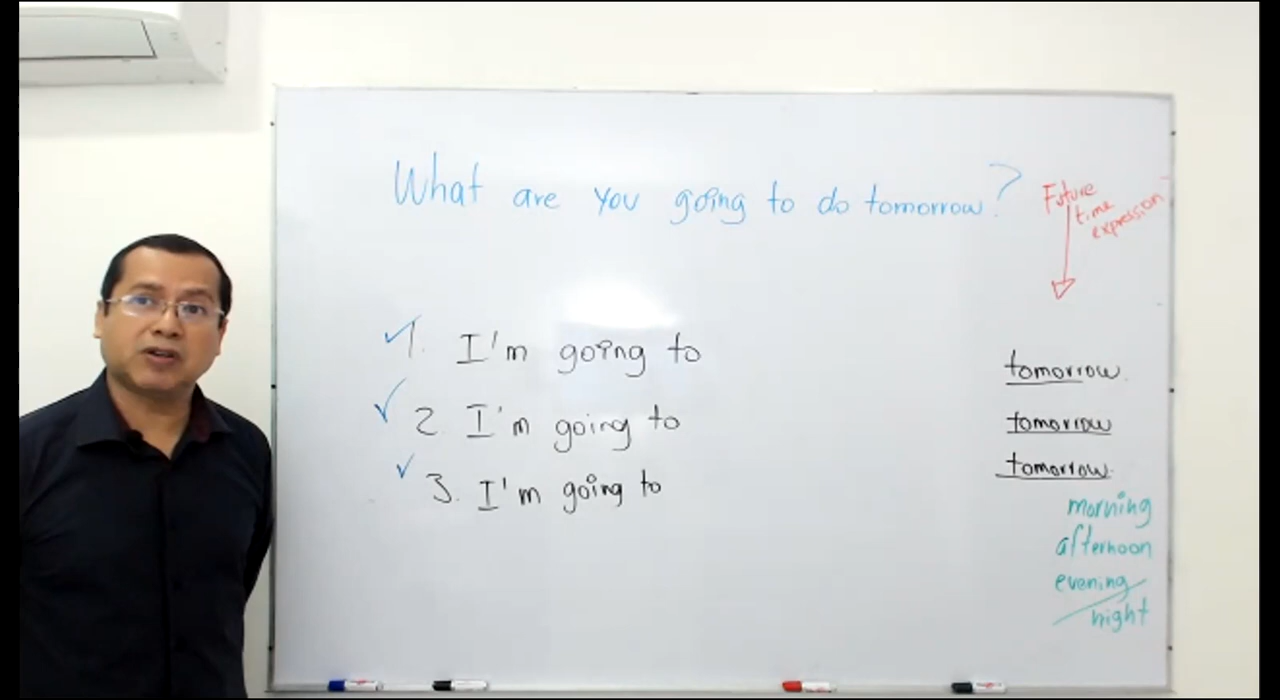 What are you going to do tomorrow?
Future
time
expression
1. I'm going to
tomorrow
2. I'm going to
tomorrow
3. I'm going to
tomorrow
morning
afternoon
evening
night